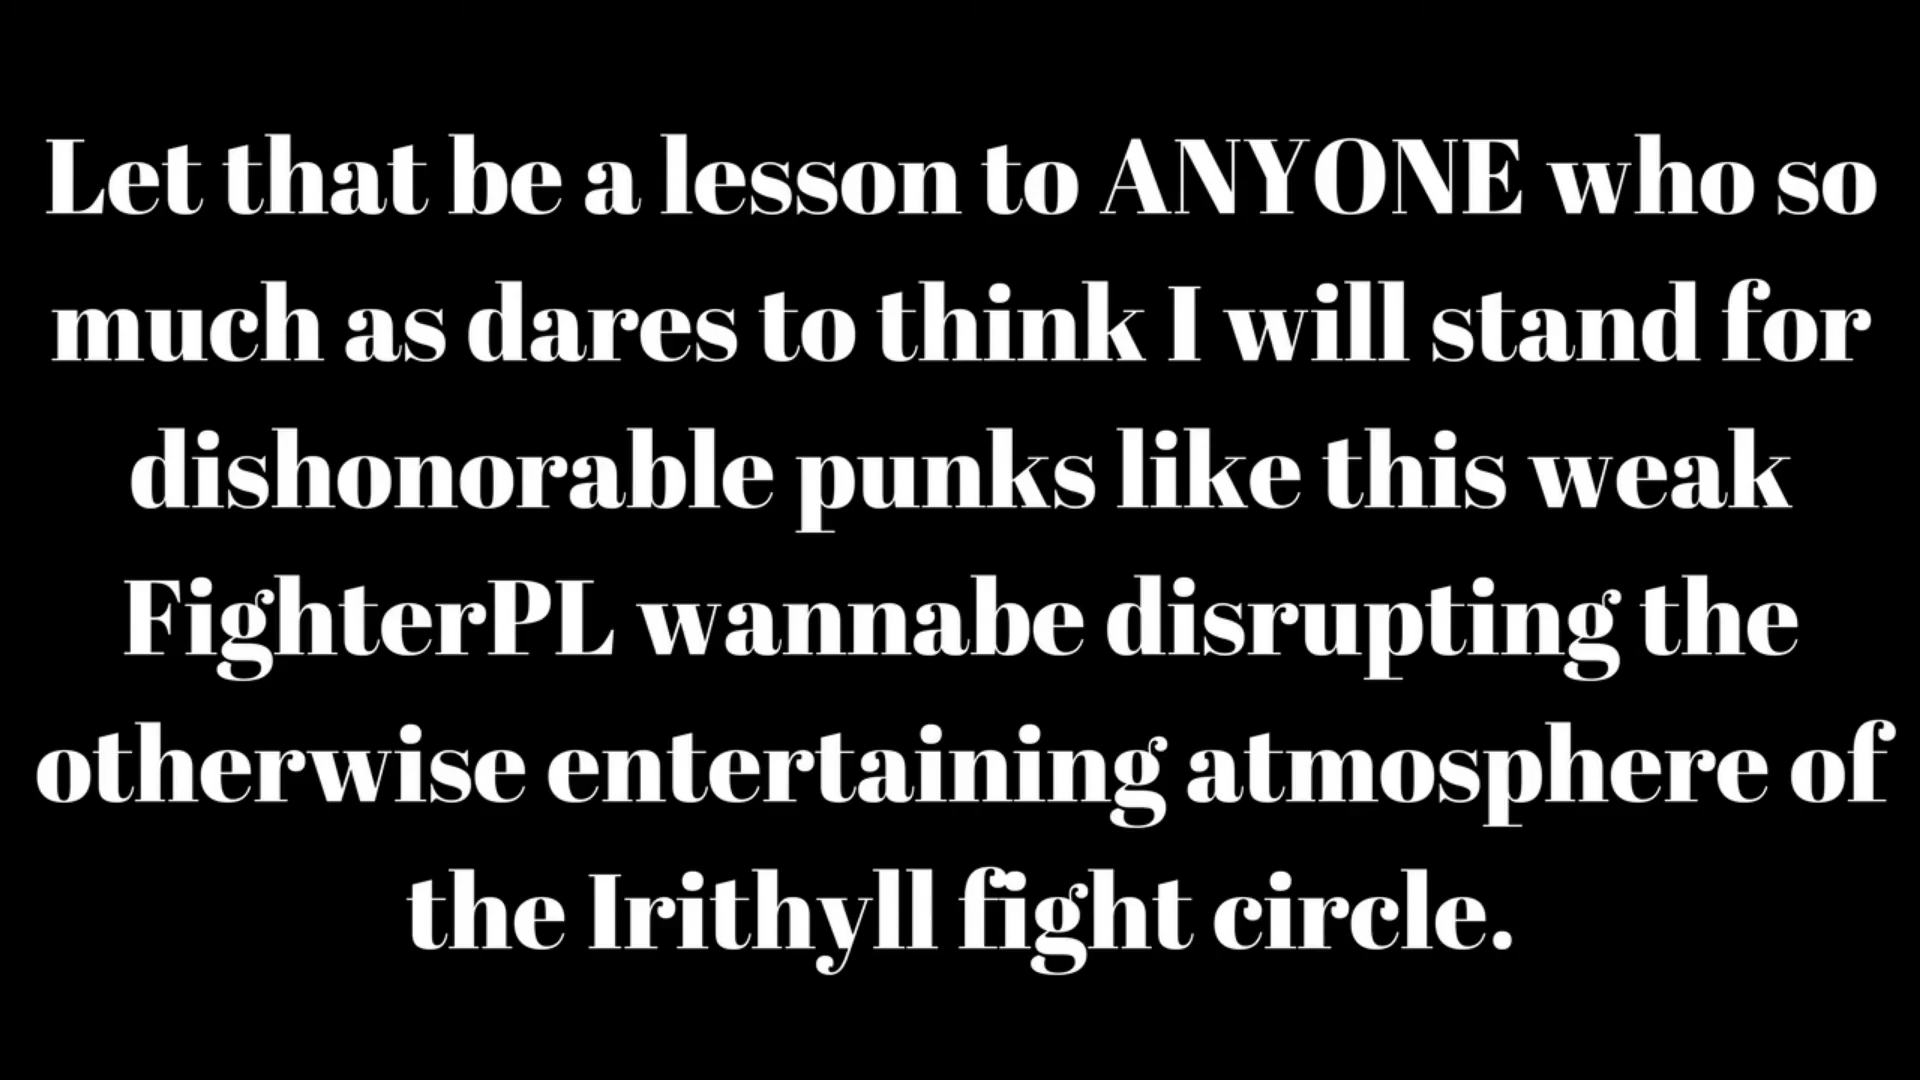 Let that be a lesson to ANYONE who so
much as dares to think I will stand for
dishonorable punks like this weak
FighterPL wannabe disrupting the
otherwise entertaining atmosphere of
the Irithyll fight circle.